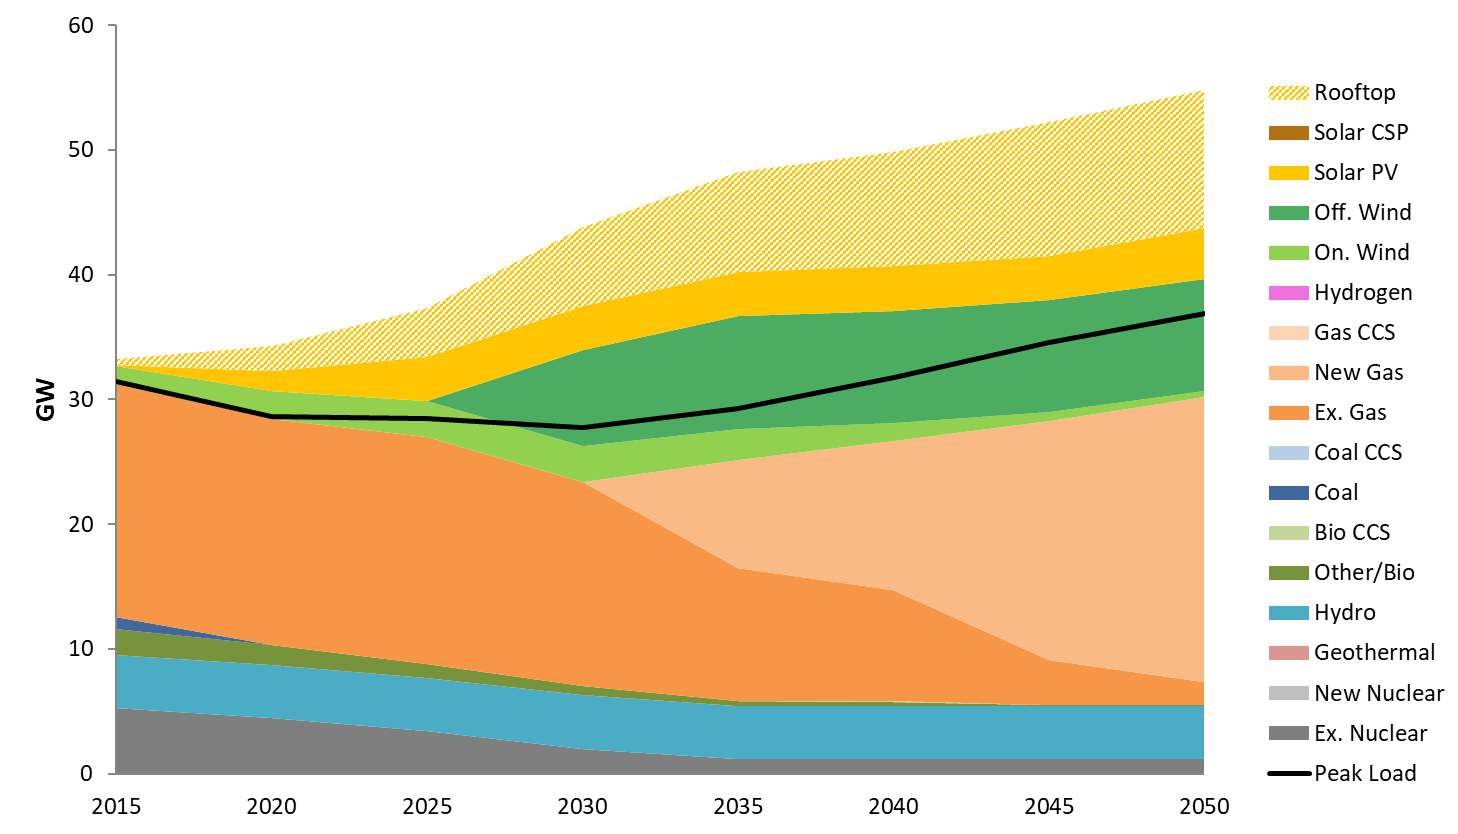 60
50
40
30
20
10
0
GW
2015 2020 2025 2030 2035 2040 2045 2050
Rooftop
Solar CSP
Solar PV
Off. Wind
On. Wind
Hydrogen
Gas CCS
New Gas
Ex. Gas
Coal CCS
Coal
Bio CCS
Other/Bio
Hydro
Geothermal
New Nuclear
Ex. Nuclear
Peak Load